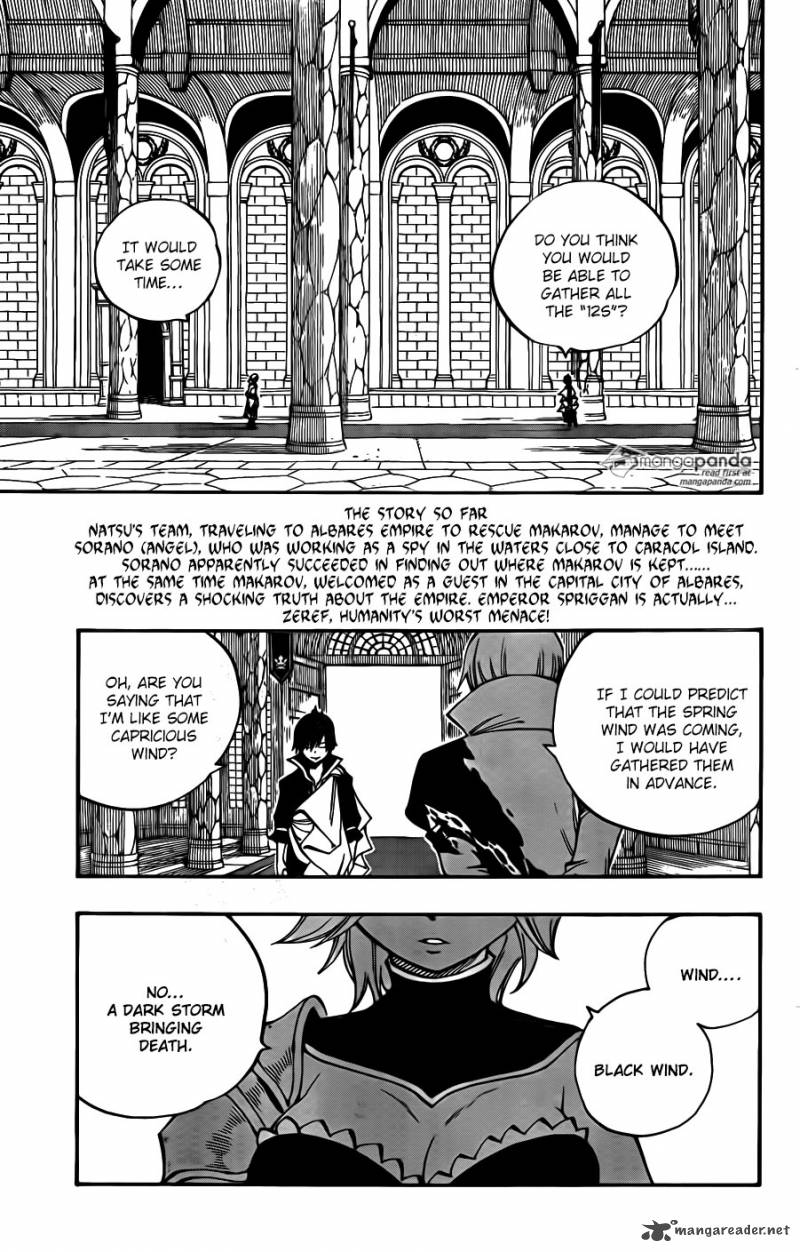 DO YOU THINK
YOU WOULD
BE ABLE TO
GATHER ALL
THE "12S"?
IT WOULD
TAKE SOME
TIME...
mangapanda
read first at
mangapanda.com
THE STORY SO FAR
NATSU'S TEAM, TRAVELING TO ALBARES EMPIRE TO RESCUE MAKAROV, MANAGE TO MEET
SORANO (ANGEL), WHO WAS WORKING AS A SPY IN THE WATERS CLOSE TO CARACOL ISLAND.
SORANO APPARENTLY SUCCEEDED IN FINDING OUT WHERE MAKAROV IS KEPT......
AT THE SAME TIME MAKAROV, WELCOMED AS A GUEST IN THE CAPITAL CITY OF ALBARES,
DISCOVERS A SHOCKING TRUTH ABOUT THE EMPIRE. EMPEROR SPRIGGAN IS ACTUALLY...
ZEREF, HUMANITY'S WORST MENACE!
IF I COULD PREDICT
THAT THE SPRING
WIND WAS COMING,
I WOULD HAVE
GATHERED THEM
IN ADVANCE.
OH, ARE YOU
SAYING THAT
I'M LIKE SOME
CAPRICIOUS
WIND?
WIND....
BLACK WIND.
NO...
A DARK STORM
BRINGING
DEATH.
mangareader.net